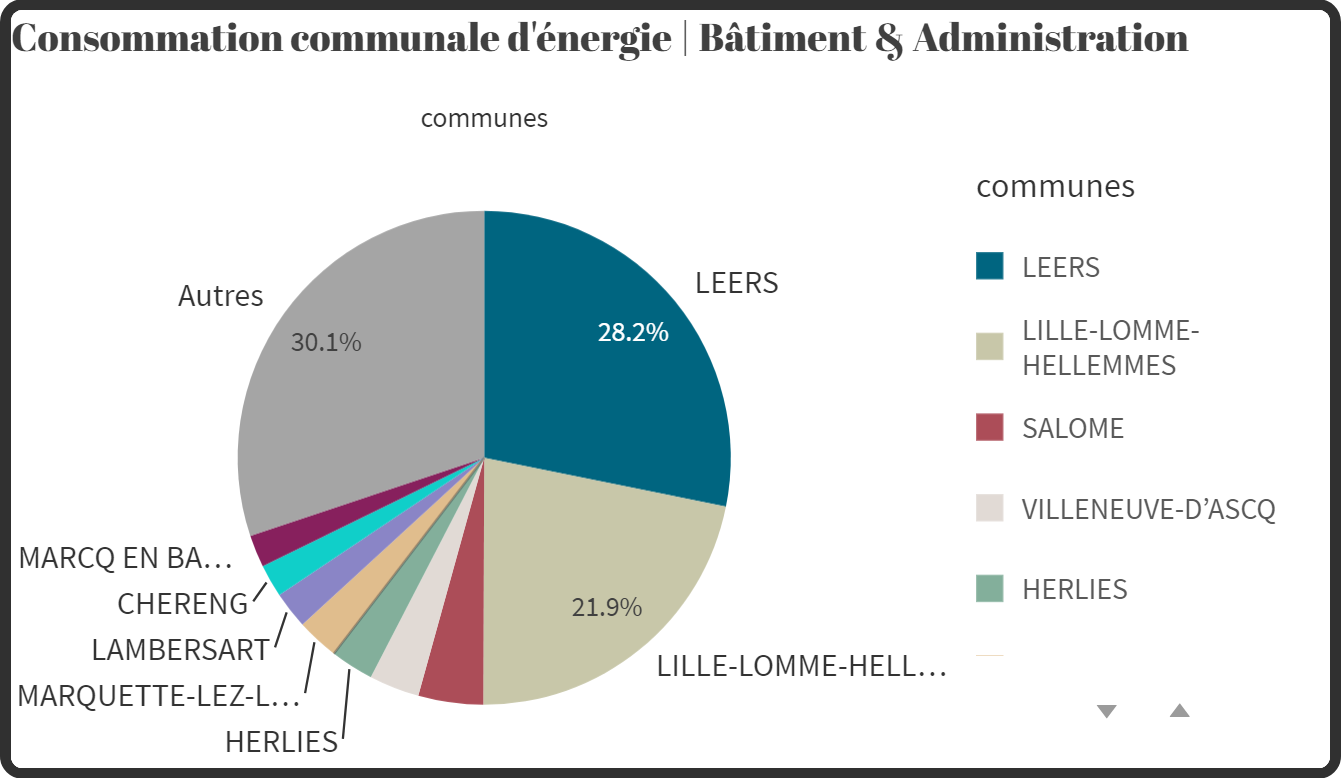 Consommation communale d'énergie | Bâtiment & Administration
communes
communes
LEERS
LILLE-LOMME-
HELLEMMES
SALOME
VILLENEUVE-D’ASCQ
HERLIES
Autres
30.1%
LEERS
28.2%
21.9%
LILLE-LOMME-HELL…
MARCQ EN BA…
CHERENG
LAMBERSART
MARQUETTE-LEZ-L…
HERLIES